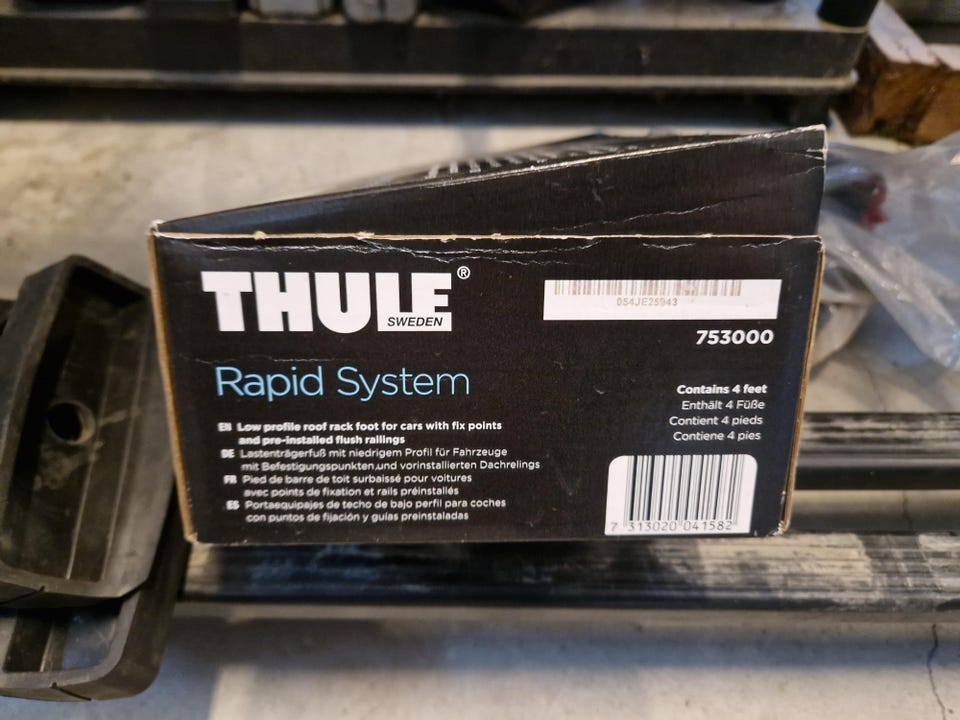 THULE®
SWEDEN
054JE25943
753000
Rapid System
EN Low profile roof rack foot for cars with fix points
and pre-installed flush railings
DE Lastenträgerfuß mit niedrigem Profil für Fahrzeuge
mit Befestigungspunkten und vorinstallierten Dachrelings
FR Pied de barre de toit surbaissé pour voitures
avec points de fixation et rails préinstallés
ES Portaequipajes de techo de bajo perfil para coches
con puntos de fijación y guías preinstaladas
Contains 4 feet
Enthält 4 Füße
Contient 4 pieds
Contiene 4 pies
7 313020 041582